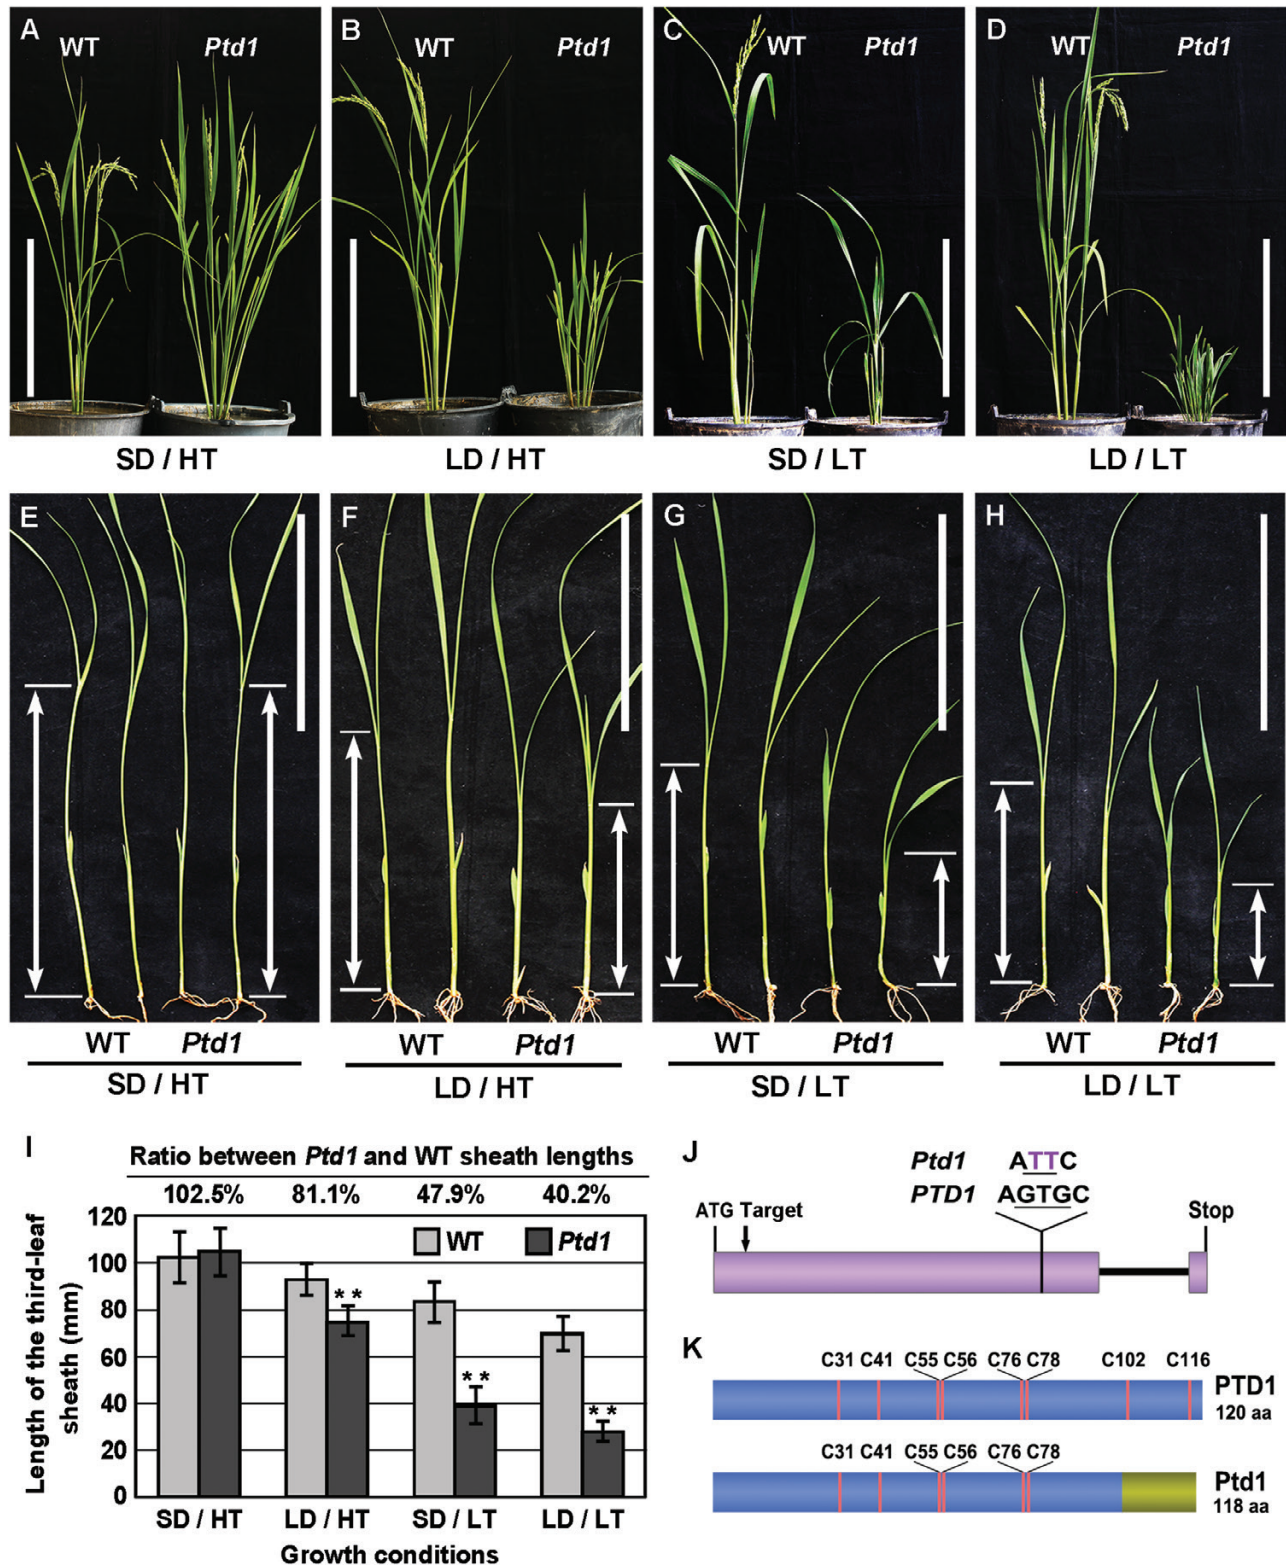 A
WT
Ptd1
B
WT
Ptd1
C
WT
Ptd1
D
WT
Ptd1
SD / HT
LD / HT
SD / LT
LD / LT
E
F
G
H
WT
Ptd1
WT
Ptd1
WT
Ptd1
WT
Ptd1
SD / HT
LD / HT
SD / LT
LD / LT
I
Ratio between Ptd1 and WT sheath lengths
102.5%
81.1%
47.9%
40.2%
Length of the third-leaf
sheath (mm)
120
100
80
60
40
20
0
WT
Ptd1
**
**
**
SD / HT
LD / HT
SD / LT
LD / LT
Growth conditions
J
Ptd1
ATTC
PTD1
AGTGC
ATG
Target
Stop
K
C31 C41 C55 C56 C76 C78 C102 C116
PTD1
120 aa
C31 C41 C55 C56 C76 C78
Ptd1
118 aa